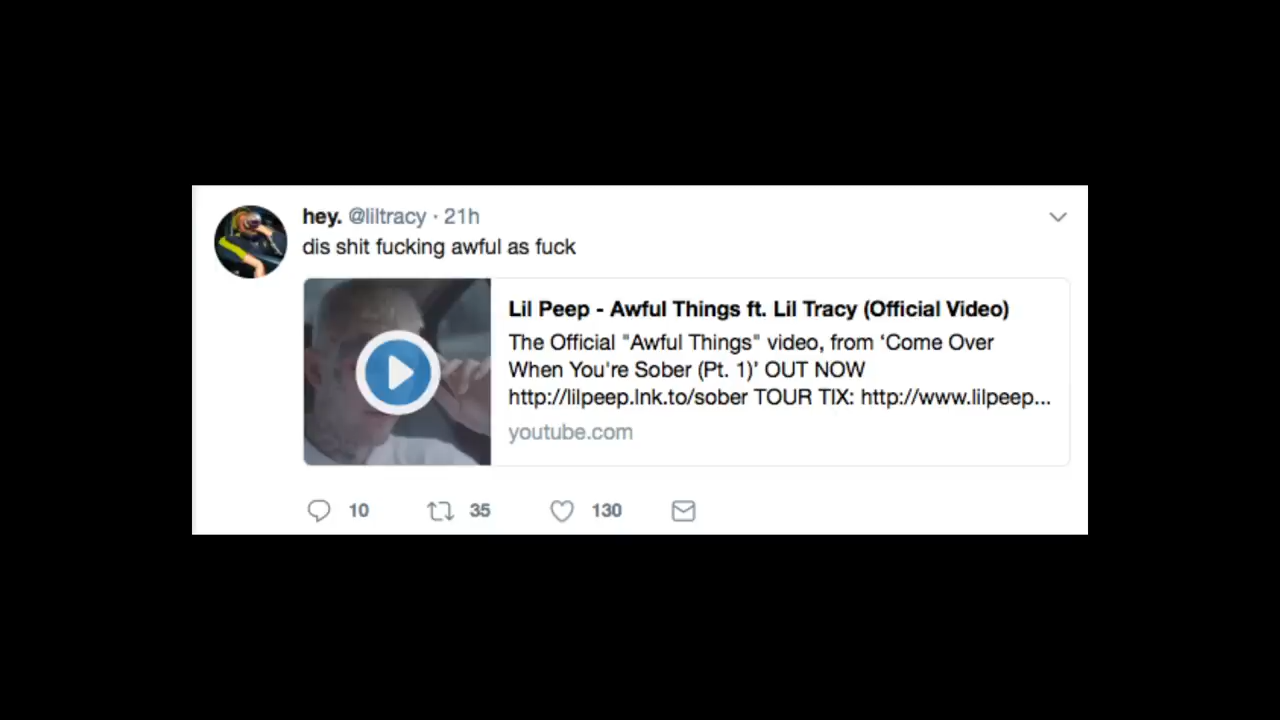 hey. @liltracy · 21h
dis shit fucking awful as fuck
Lil Peep - Awful Things ft. Lil Tracy (Official Video)
The Official "Awful Things" video, from ‘Come Over
When You're Sober (Pt. 1)’ OUT NOW
http://lilpeep.lnk.to/sober TOUR TIX: http://www.lilpeep...
youtube.com
10 35 130